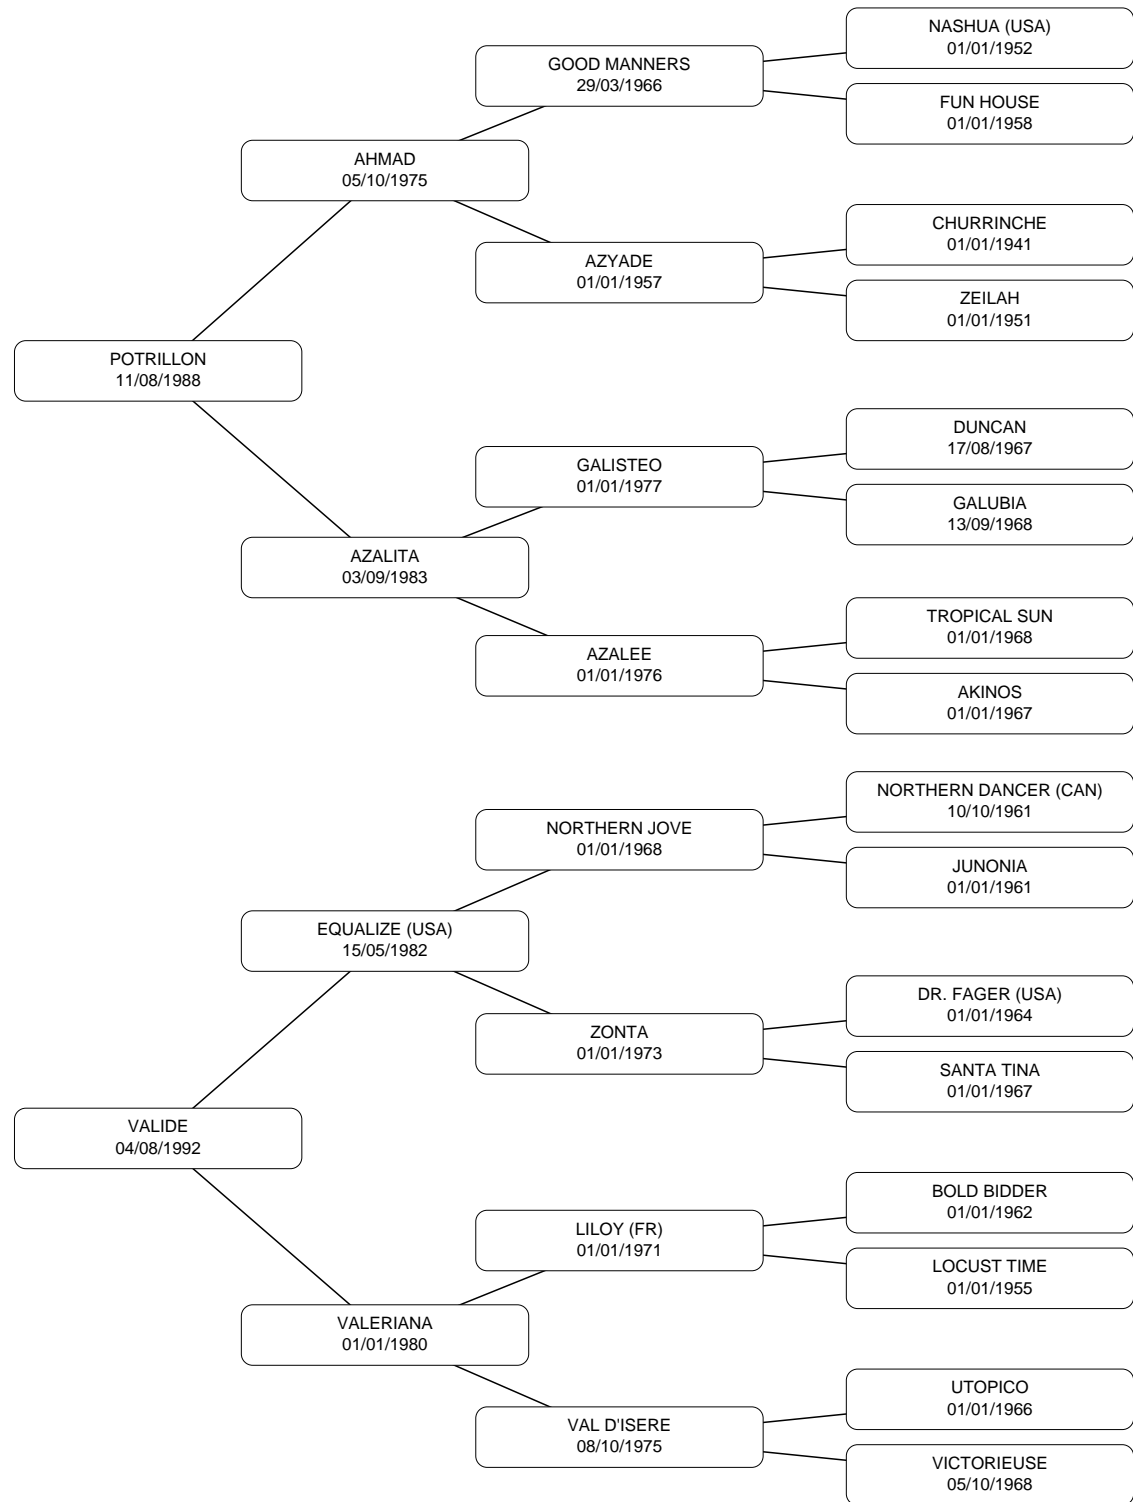 NASHUA (USA)
01/01/1952
GOOD MANNERS
29/03/1966
FUN HOUSE
01/01/1958
AHMAD
05/10/1975
CHURRINCHE
01/01/1941
AZYADE
01/01/1957
ZEILAH
01/01/1951
POTRILLON
11/08/1988
DUNCAN
17/08/1967
GALISTEO
01/01/1977
GALUBIA
13/09/1968
AZALITA
03/09/1983
TROPICAL SUN
01/01/1968
AZALEE
01/01/1976
AKINOS
01/01/1967
NORTHERN DANCER (CAN)
10/10/1961
NORTHERN JOVE
01/01/1968
JUNONIA
01/01/1961
EQUALIZE (USA)
15/05/1982
DR. FAGER (USA)
01/01/1964
ZONTA
01/01/1973
SANTA TINA
01/01/1967
VALIDE
04/08/1992
BOLD BIDDER
01/01/1962
LILOY (FR)
01/01/1971
LOCUST TIME
01/01/1955
VALERIANA
01/01/1980
UTOPICO
01/01/1966
VAL D'ISERE
08/10/1975
VICTORIEUSE
05/10/1968